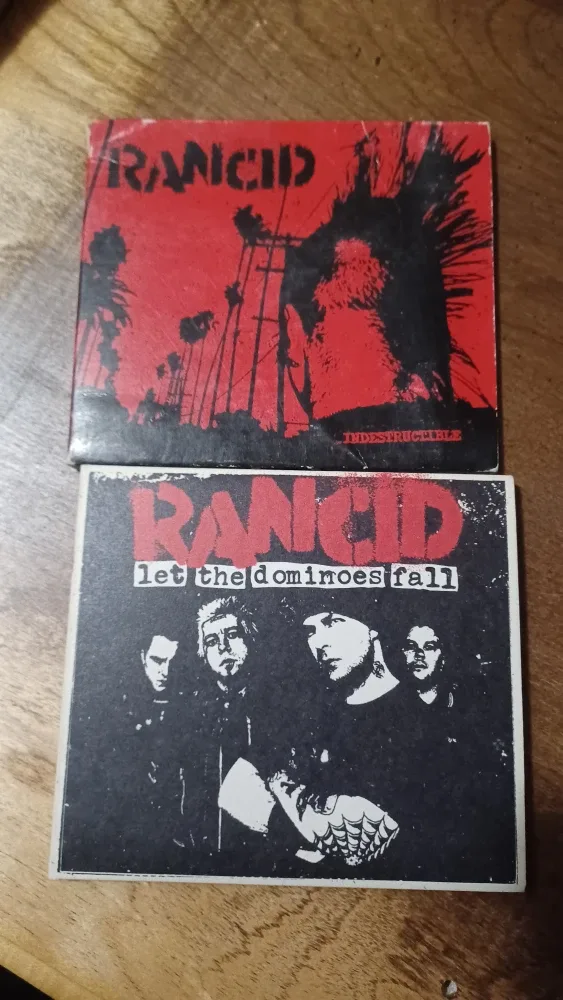 RANCID
INDESTRUCTIBLE
RANCID
let the dominoes fall